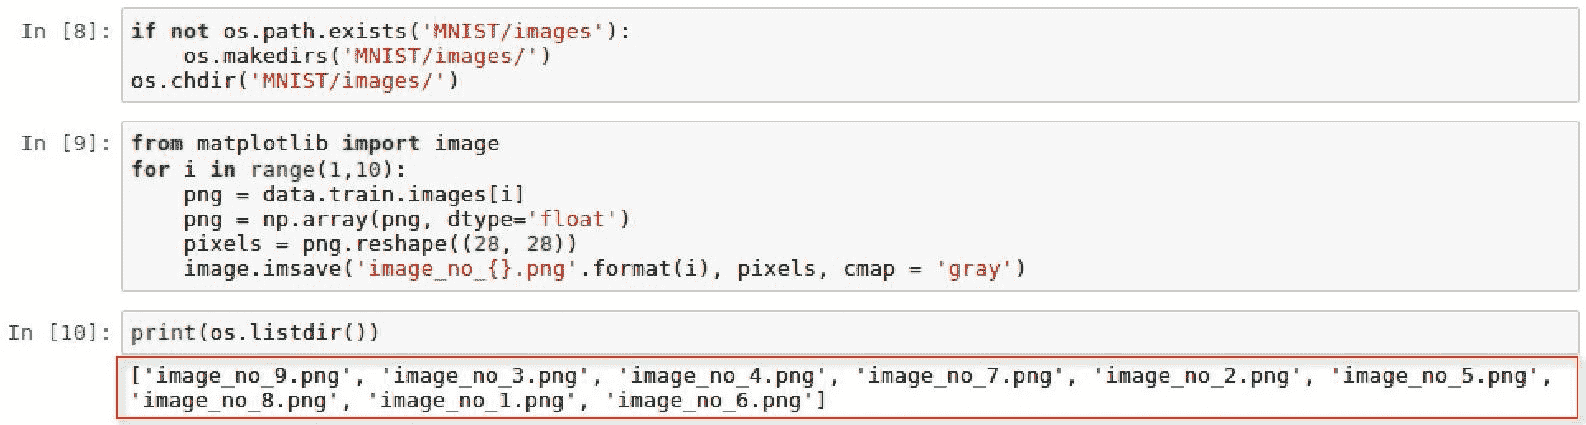 In [8]: if not os.path.exists('MNIST/images'):
    os.makedirs('MNIST/images/')
os.chdir('MNIST/images/')
In [9]: from matplotlib import image
for i in range(1,10):
    png = data.train.images[i]
    png = np.array(png, dtype='float')
    pixels = png.reshape((28, 28))
    image.imsave('image_no_{}.png'.format(i), pixels, cmap = 'gray')
In [10]: print(os.listdir())
['image_no_9.png', 'image_no_3.png', 'image_no_4.png', 'image_no_7.png', 'image_no_2.png', 'image_no_5.png',
'image_no_8.png', 'image_no_1.png', 'image_no_6.png']